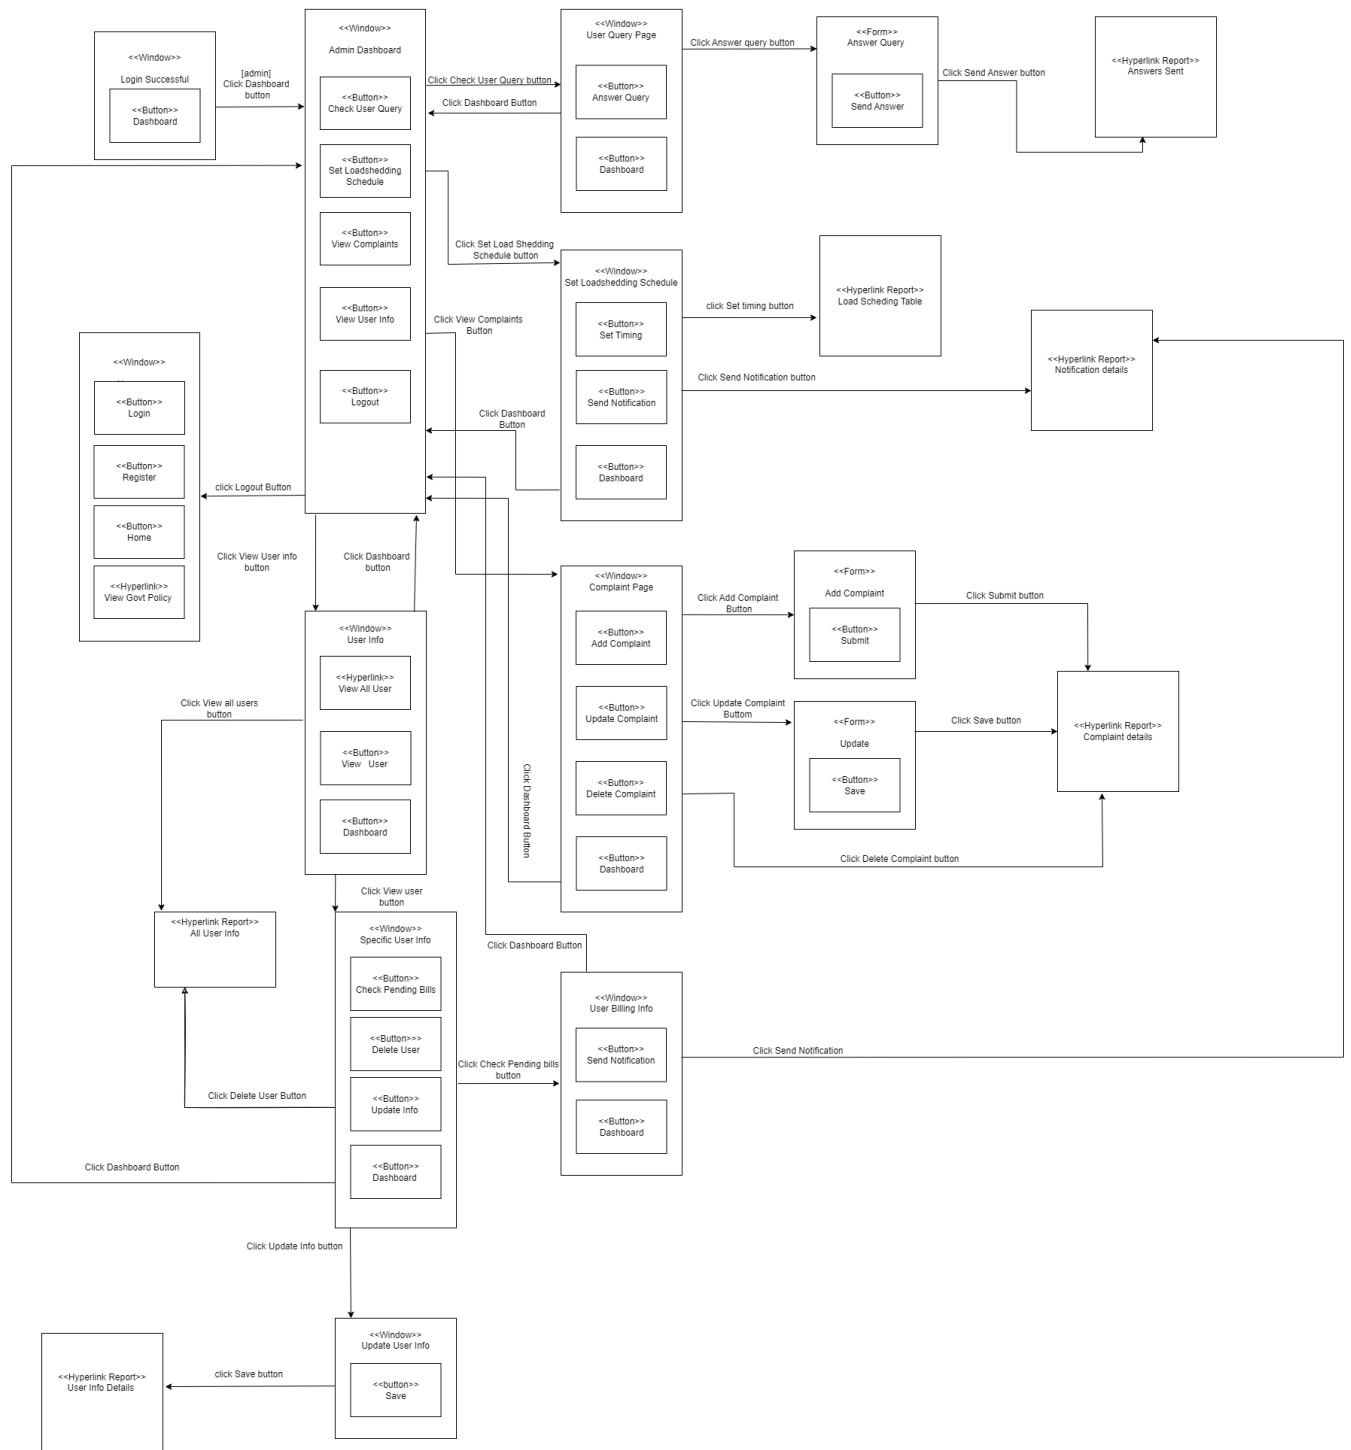 <<Window>>
Login Successful
<<Button>>
Dashboard
[admin]
Click Dashboard
button
<<Window>>
Admin Dashboard
<<Button>>
Check User Query
<<Button>>
Set Loadshedding
Schedule
<<Button>>
View Complaints
<<Button>>
View User Info
<<Button>>
Logout
Click Check User Query button
Click Dashboard Button
<<Window>>
User Query Page
<<Button>>
Answer Query
<<Button>>
Dashboard
Click Answer query button
<<Form>>
Answer Query
<<Button>>
Send Answer
Click Send Answer button
<<Hyperlink Report>>
Answers Sent
Click Set Load Shedding
Schedule button
<<Window>>
Set Loadshedding Schedule
<<Button>>
Set Timing
<<Button>>
Send Notification
<<Button>>
Dashboard
click Set timing button
<<Hyperlink Report>>
Load Scheding Table
Click Send Notification button
<<Hyperlink Report>>
Notification details
Click View Complaints
Button
Click Dashboard
Button
<<Window>>
<<Button>>
Login
<<Button>>
Register
<<Button>>
Home
<<Hyperlink>>
View Govt Policy
click Logout Button
Click View User info
button
Click Dashboard
button
<<Window>>
User Info
<<Hyperlink>>
View All User
<<Button>>
View User
<<Button>>
Dashboard
<<Window>>
Complaint Page
<<Button>>
Add Complaint
<<Button>>
Update Complaint
<<Button>>
Delete Complaint
<<Button>>
Dashboard
Click Add Complaint
Button
<<Form>>
Add Complaint
<<Button>>
Submit
Click Submit button
Click Update Complaint
Buttom
<<Form>>
Update
<<Button>>
Save
Click Save button
<<Hyperlink Report>>
Complaint details
Click Delete Complaint button
Click Dashboard Button
Click View all users
button
<<Hyperlink Report>>
All User Info
Click View user
button
<<Window>>
Specific User Info
<<Button>>
Check Pending Bills
<<Button>>>
Delete User
<<Button>>
Update Info
<<Button>>
Dashboard
Click Dashboard Button
<<Window>>
User Billing Info
<<Button>>
Send Notification
<<Button>>
Dashboard
Click Send Notification
Click Check Pending bills
button
Click Delete User Button
Click Dashboard Button
Click Update Info button
<<Window>>
Update User Info
<<button>>
Save
click Save button
<<Hyperlink Report>>
User Info Details